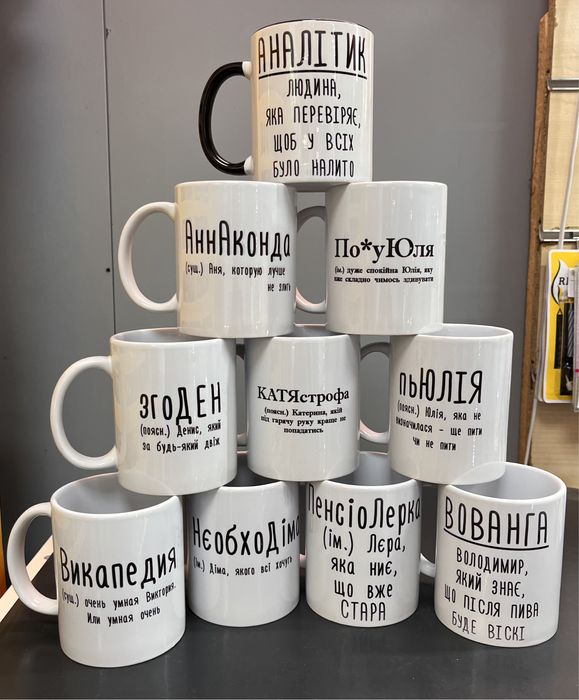 АНАЛІТИК
ЛЮДИНА,
ЯКА ПЕРЕВІРЯЄ,
ЩОБ У ВСІХ
БУЛО НАЛИТО
АннАконда
(сущ.) Аня, которую лучше
не злить
По*уЮля
(ім.) дуже спокійна Юлія, яку
вже складно чимось здивувати
згоДЕН
(поясн.) Денис, який
за будь-який двіж
КАТЯстрофа
(поясн.) Катерина, якій
під гарячу руку краще не
попадатись
пьЮЛІЯ
(поясн.) Юлія, яка не
визначилася - ще пити
чи не пити
Викапедия
(сущ.) очень умная Виктория.
Или умная очень
НєобхоДіма
(ім.) Діма, якого всі хочуть
ПенсіоЛерка
(ім.) Лєра,
яка ниє,
що вже
СТАРА
ВОВАНГА
ВОЛОДИМИР,
ЯКИЙ ЗНАЄ,
ЩО ПІСЛЯ ПИВА
БУДЕ ВІСКІ